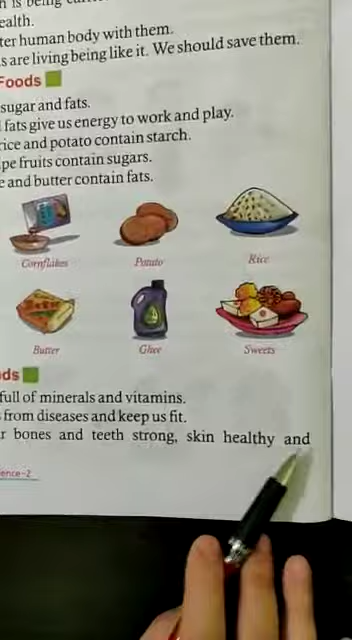 is being
ealth.
ter human body with them.
s are living being like it. We should save them.
Foods
sugar and fats.
fats give us energy to work and play.
rice and potato contain starch.
pe fruits contain sugars.
e and butter contain fats.
Cornflakes Potato Rice
Butter Ghee Sweets
ds
full of minerals and vitamins.
from diseases and keep us fit.
r bones and teeth strong, skin healthy and
ence-2